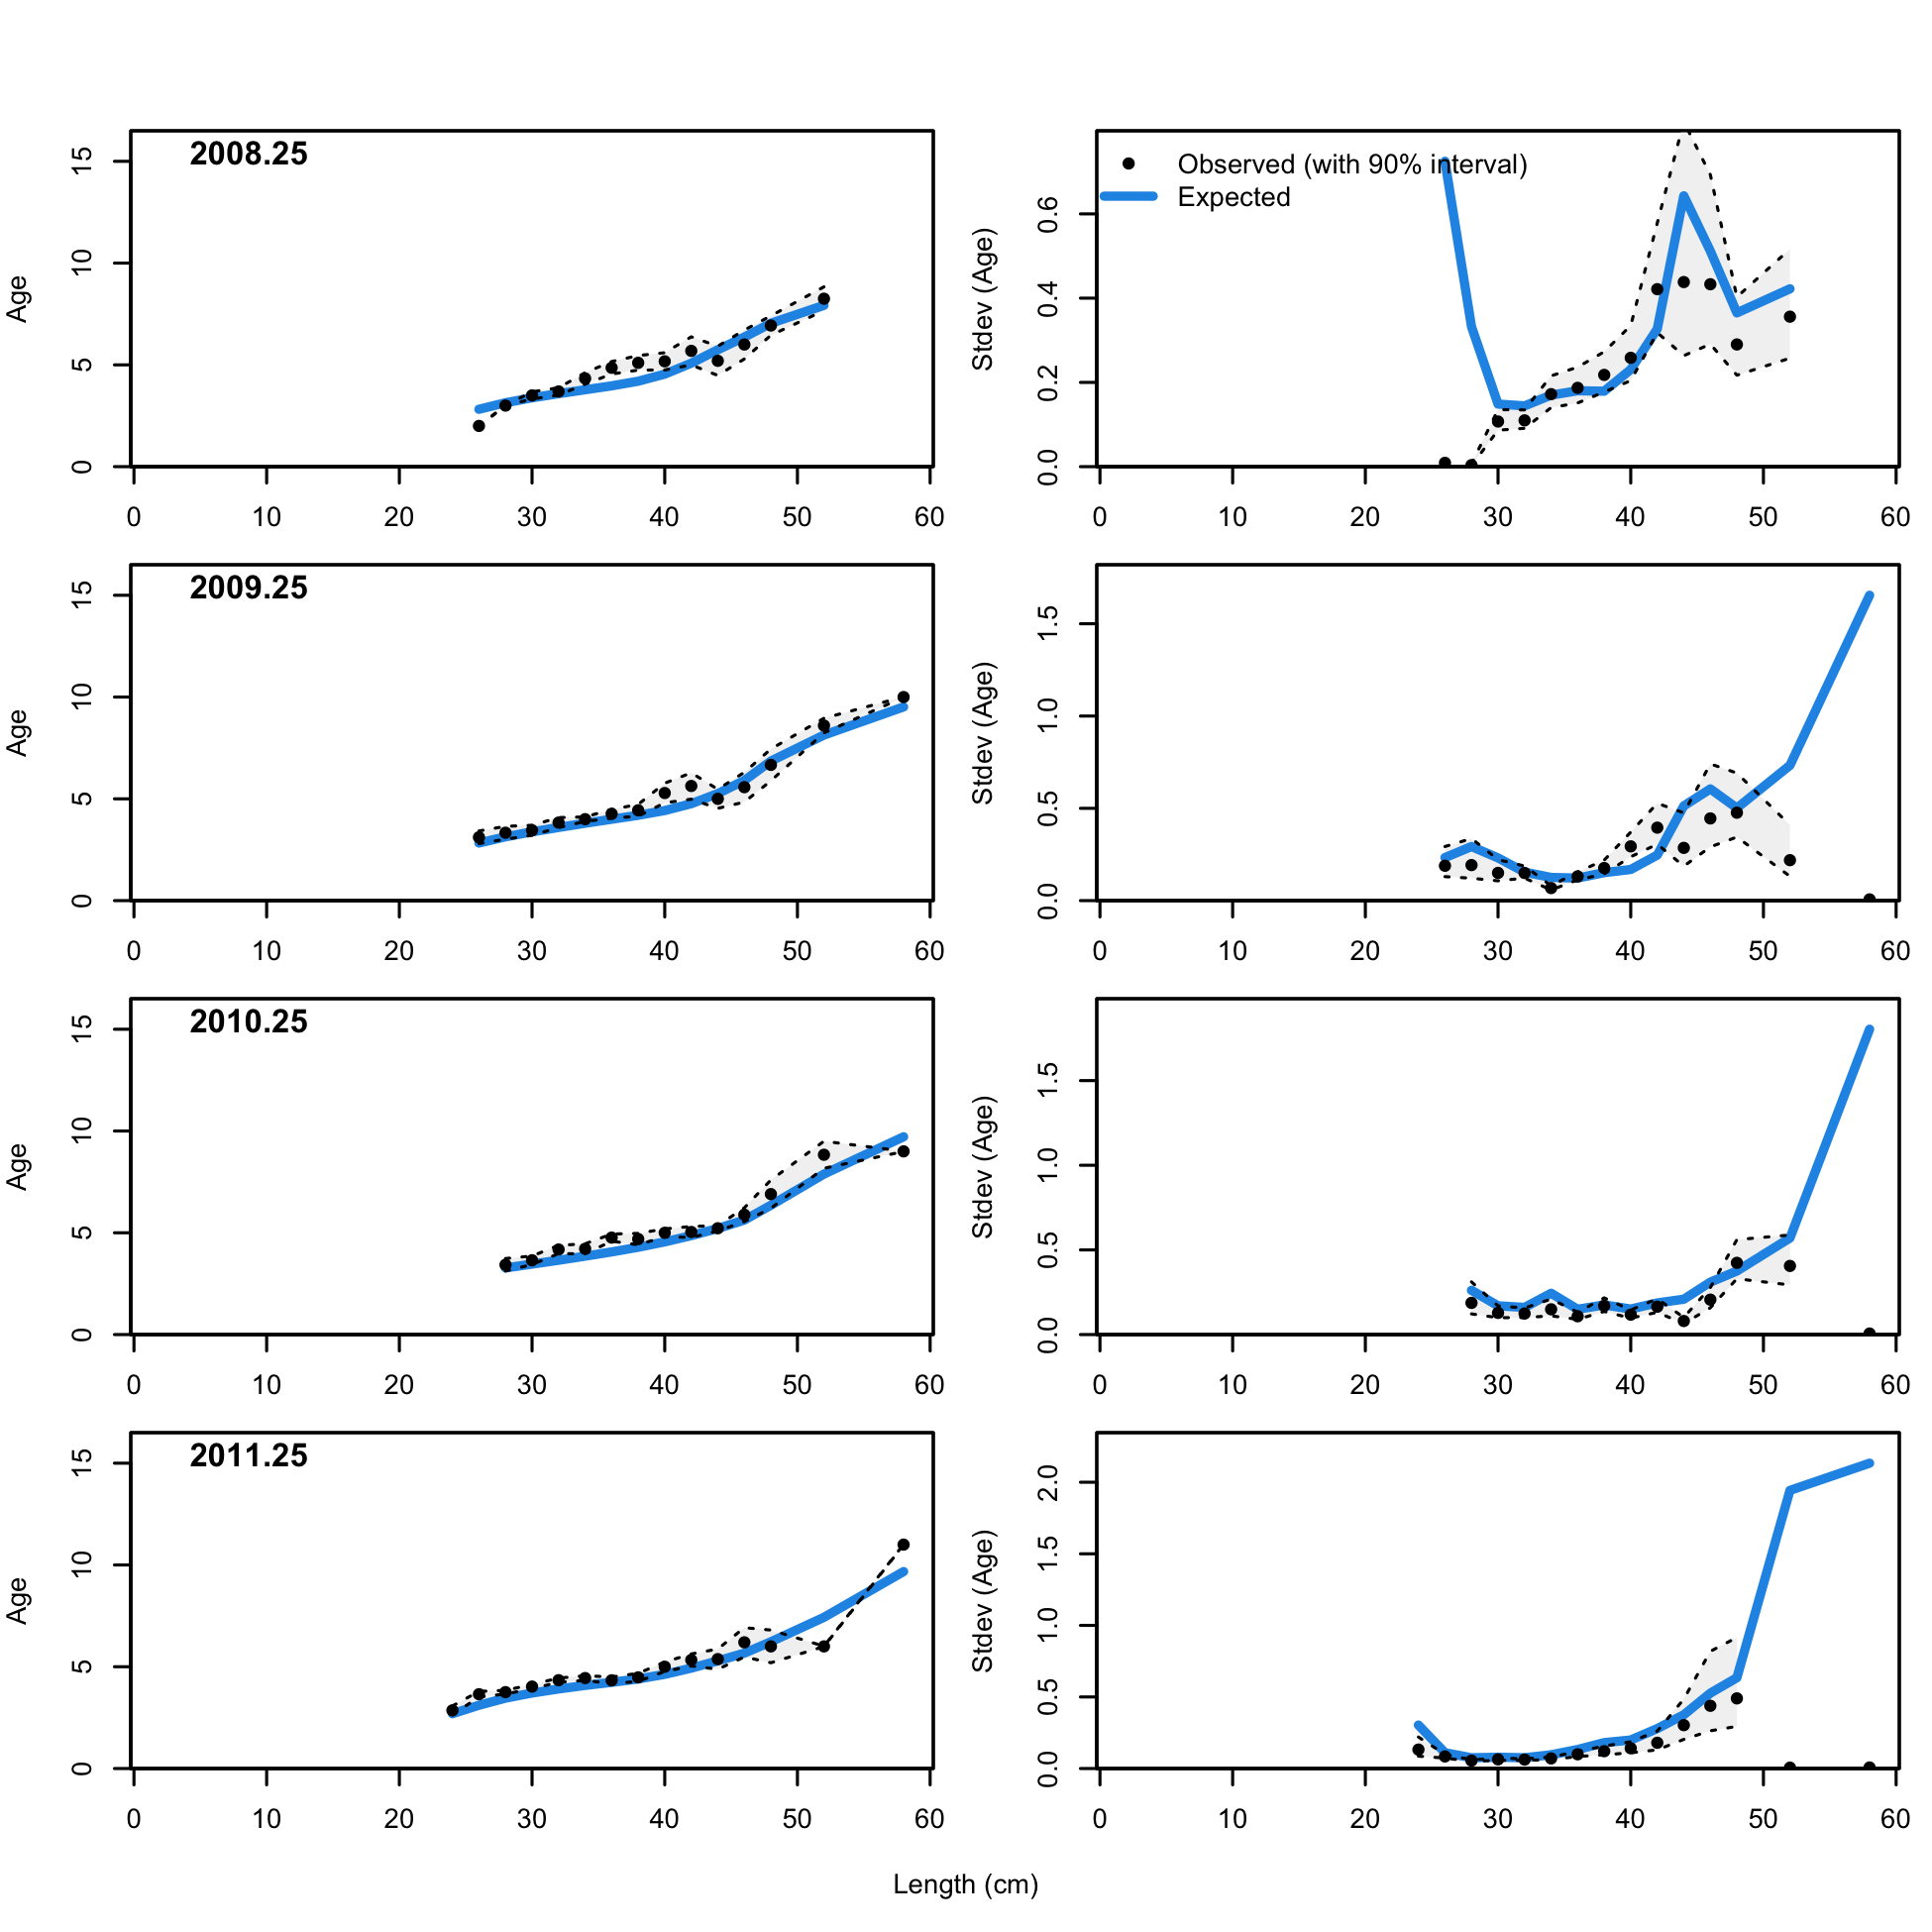 2008.25
Age
0 5 10 15
0 10 20 30 40 50 60
Observed (with 90% interval)
Expected
Stdev (Age)
0.0 0.2 0.4 0.6
0 10 20 30 40 50 60
2009.25
Age
0 5 10 15
0 10 20 30 40 50 60
Stdev (Age)
0.0 0.5 1.0 1.5
0 10 20 30 40 50 60
2010.25
Age
0 5 10 15
0 10 20 30 40 50 60
Stdev (Age)
0.0 0.5 1.0 1.5
0 10 20 30 40 50 60
2011.25
Age
0 5 10 15
0 10 20 30 40 50 60
Stdev (Age)
0.0 0.5 1.0 1.5 2.0
0 10 20 30 40 50 60
Length (cm)